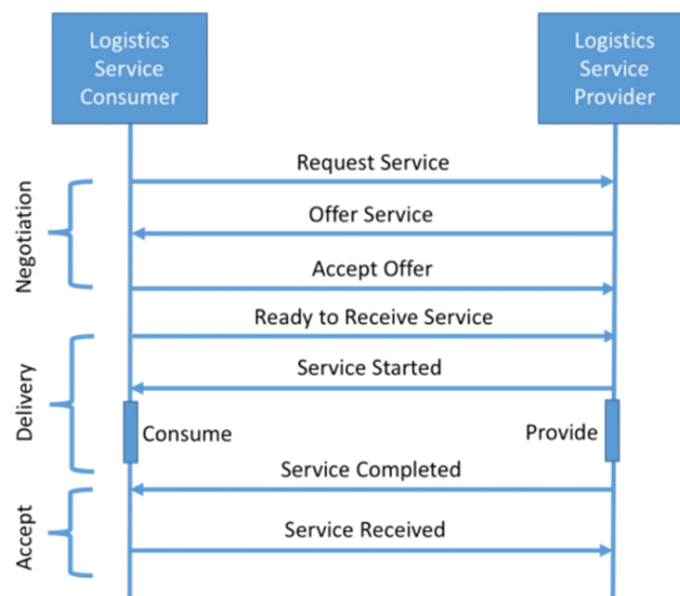 Logistics
Service
Consumer
Logistics
Service
Provider
Request Service
Offer Service
Accept Offer
Negotiation
Ready to Receive Service
Service Started
Consume
Provide
Delivery
Service Completed
Service Received
Accept